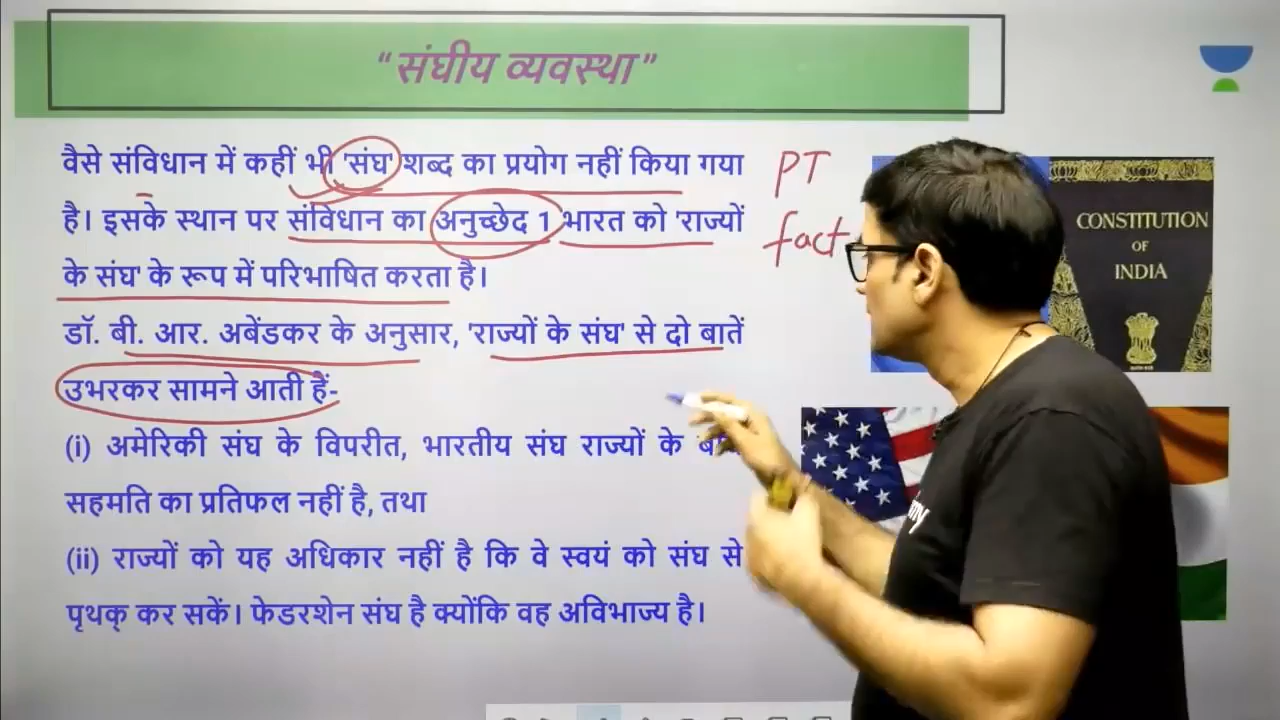 “संघीय व्यवस्था”
वैसे संविधान में कहीं भी 'संघ' शब्द का प्रयोग नहीं किया गया
है। इसके स्थान पर संविधान का अनुच्छेद 1 भारत को 'राज्यों
के संघ' के रूप में परिभाषित करता है।
डॉ. बी. आर. अबेंडकर के अनुसार, 'राज्यों के संघ' से दो बातें
उभरकर सामने आती हैं-
(i) अमेरिकी संघ के विपरीत, भारतीय संघ राज्यों के
सहमति का प्रतिफल नहीं है, तथा
(ii) राज्यों को यह अधिकार नहीं है कि वे स्वयं को संघ से
पृथक् कर सकें। फेडरशेन संघ है क्योंकि वह अविभाज्य है।
PT
fact
CONSTITUTION
OF
INDIA